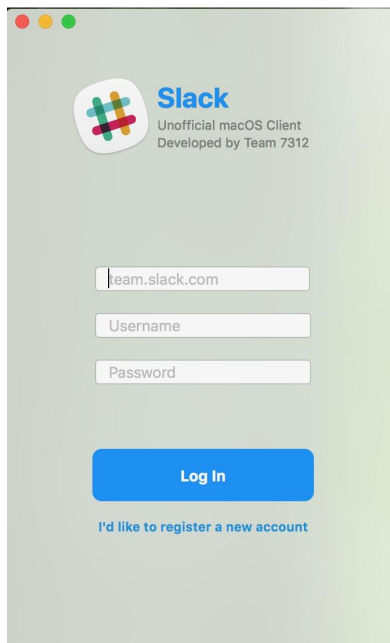 Slack
Unofficial macOS Client
Developed by Team 7312
team.slack.com
Username
Password
Log In
I'd like to register a new account